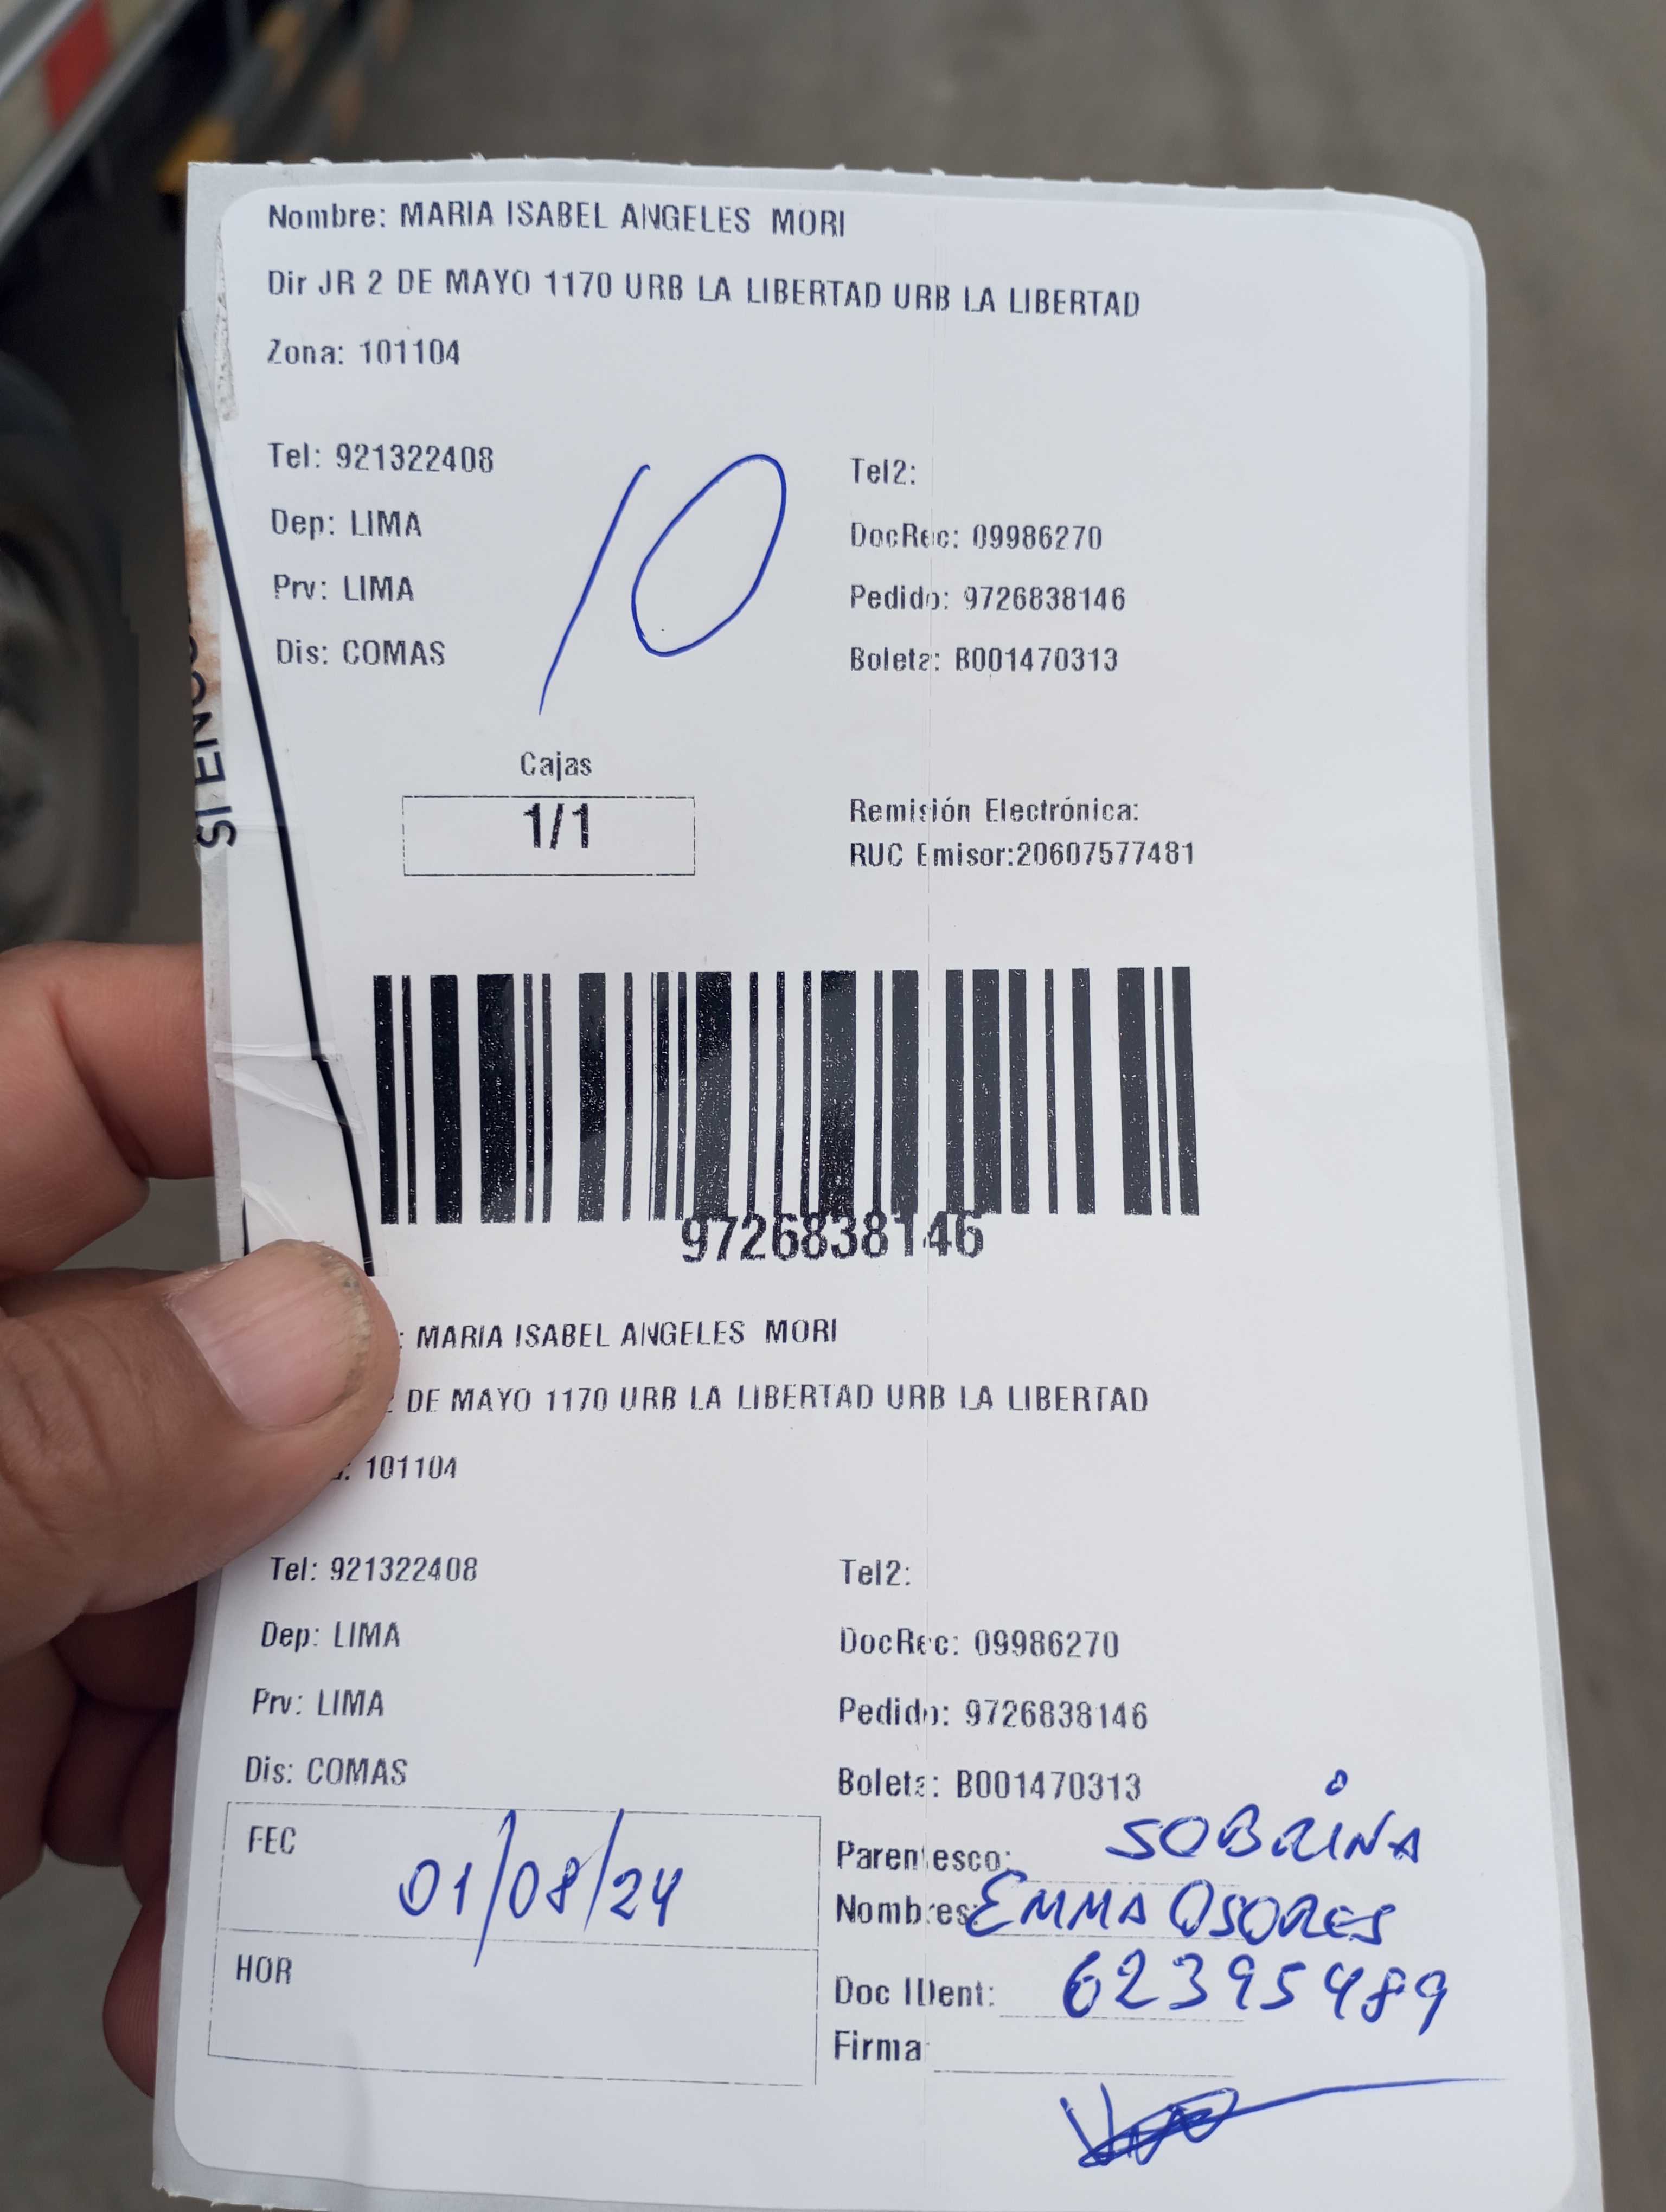 Nombre: MARIA ISABEL ANGELES MORI
Dir JR 2 DE MAYO 1170 URB LA LIBERTAD URB LA LIBERTAD
Zona: 101104
Tel: 921322408
Tel2:
Dep: LIMA
DocRec: 09986270
Prv: LIMA
Pedido: 9726838146
Dis: COMAS
Boleta: B001470313
10
Cajas
1/1
Remisión Electrónica:
RUC Emisor:20607577481
SI ENCU
9726838146
: MARIA ISABEL ANGELES MORI
DE MAYO 1170 URB LA LIBERTAD URB LA LIBERTAD
: 101104
Tel: 921322408
Tel2:
Dep: LIMA
DocRec: 09986270
Prv: LIMA
Pedido: 9726838146
Dis: COMAS
Boleta: B001470313
FEC 01/08/24
Parentesco: SOBRINA
Nombres: EMMA OSORES
HOR
Doc IDent: 62395489
Firma